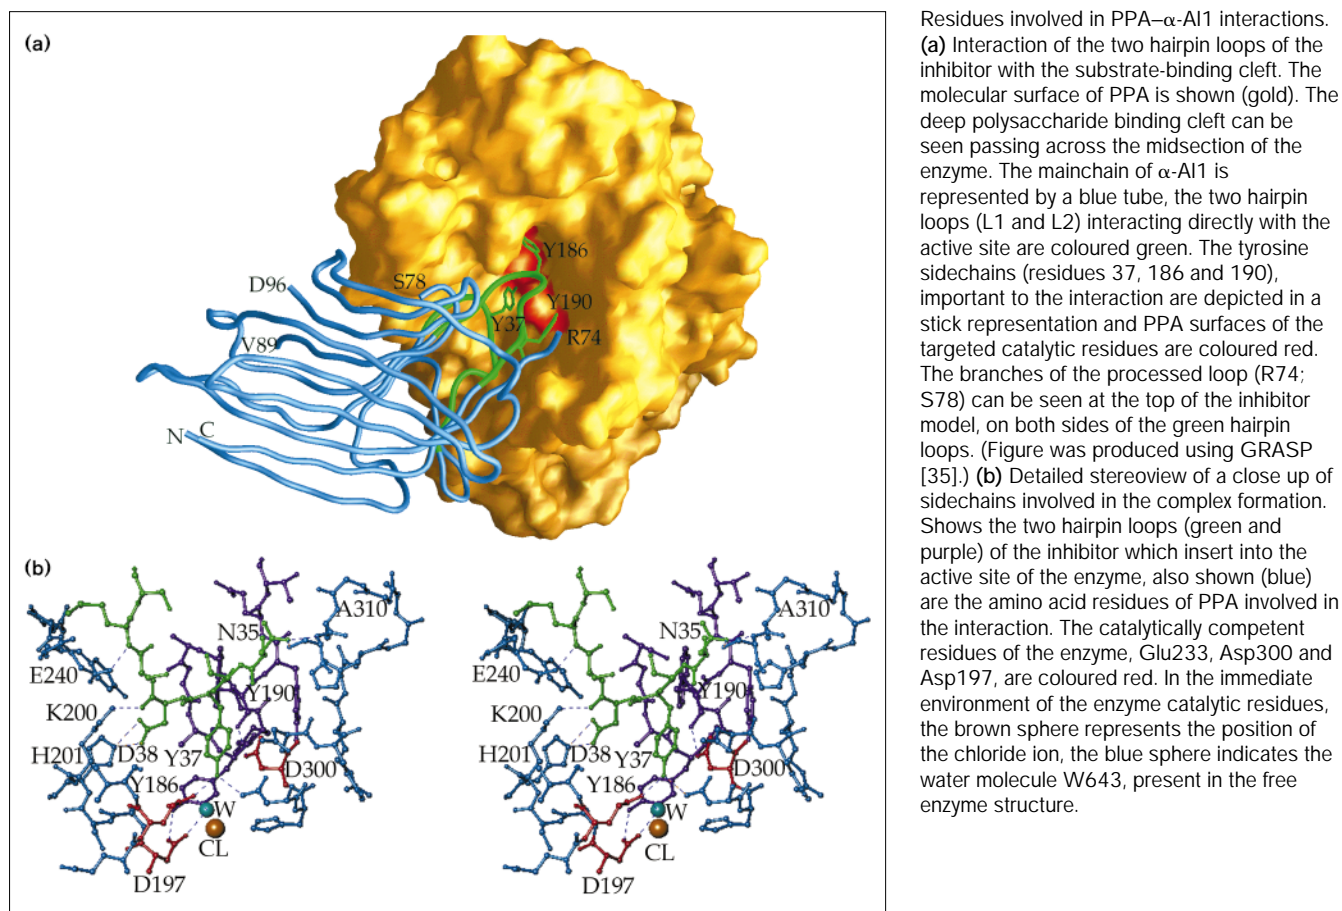 (a)
Y186
S78
D96
Y190
Y37
R74
V89
N
C
(b)
A310
N35
E240
Y190
K200
H201
D38
Y37
D300
Y186
W
CL
D197
A310
N35
E240
Y190
K200
H201
D38
Y37
D300
Y186
W
CL
D197
Residues involved in PPA–α-AI1 interactions.
(a) Interaction of the two hairpin loops of the
inhibitor with the substrate-binding cleft. The
molecular surface of PPA is shown (gold). The
deep polysaccharide binding cleft can be
seen passing across the midsection of the
enzyme. The mainchain of α-AI1 is
represented by a blue tube, the two hairpin
loops (L1 and L2) interacting directly with the
active site are coloured green. The tyrosine
sidechains (residues 37, 186 and 190),
important to the interaction are depicted in a
stick representation and PPA surfaces of the
targeted catalytic residues are coloured red.
The branches of the processed loop (R74;
S78) can be seen at the top of the inhibitor
model, on both sides of the green hairpin
loops. (Figure was produced using GRASP
[35].) (b) Detailed stereoview of a close up of
sidechains involved in the complex formation.
Shows the two hairpin loops (green and
purple) of the inhibitor which insert into the
active site of the enzyme, also shown (blue)
are the amino acid residues of PPA involved in
the interaction. The catalytically competent
residues of the enzyme, Glu233, Asp300 and
Asp197, are coloured red. In the immediate
environment of the enzyme catalytic residues,
the brown sphere represents the position of
the chloride ion, the blue sphere indicates the
water molecule W643, present in the free
enzyme structure.